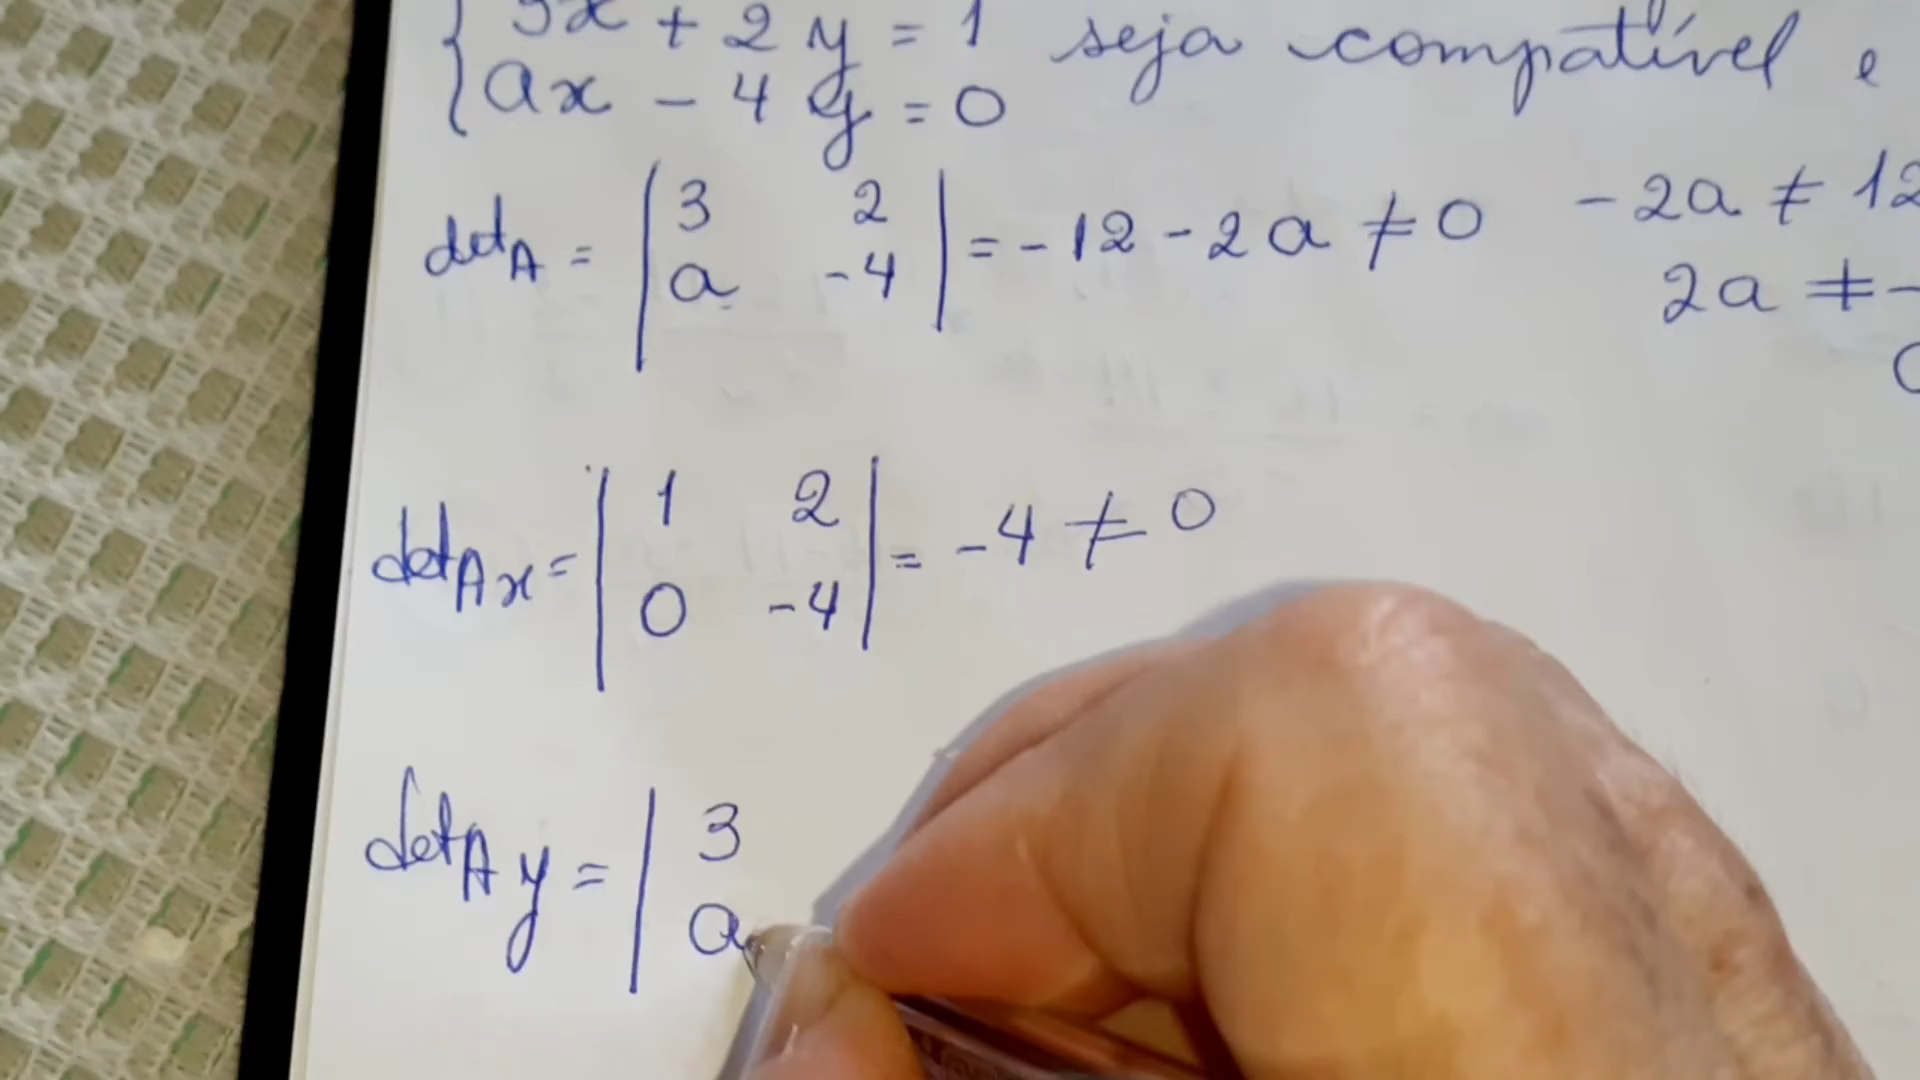 3x + 2y = 1 seja compatível e
ax - 4y = 0
detA = | 3 2 | = -12 - 2a ≠ 0 -2a ≠ 12
| a -4 | 2a ≠ -
detAx = | 1 2 | = -4 ≠ 0
| 0 -4 |
detAy = | 3
| a